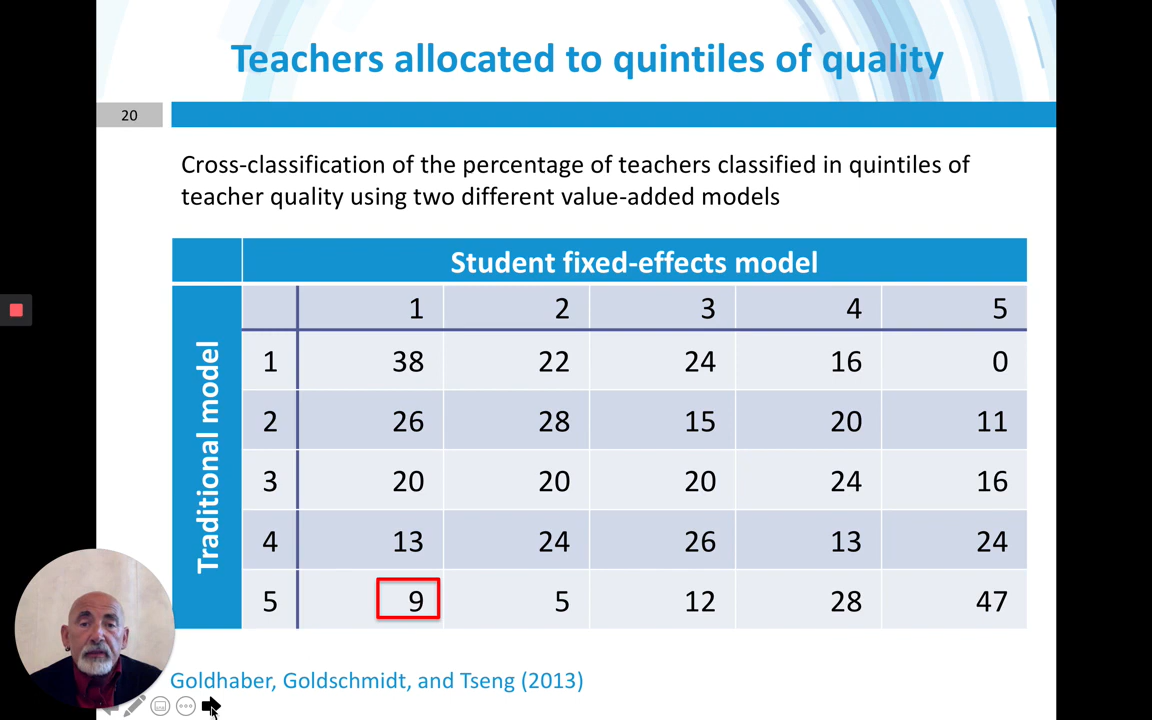 Teachers allocated to quintiles of quality
20
Cross-classification of the percentage of teachers classified in quintiles of
teacher quality using two different value-added models
Student fixed-effects model
Traditional model
1 2 3 4 5
1 38 22 24 16 0
2 26 28 15 20 11
3 20 20 20 24 16
4 13 24 26 13 24
5 9 5 12 28 47
Goldhaber, Goldschmidt, and Tseng (2013)